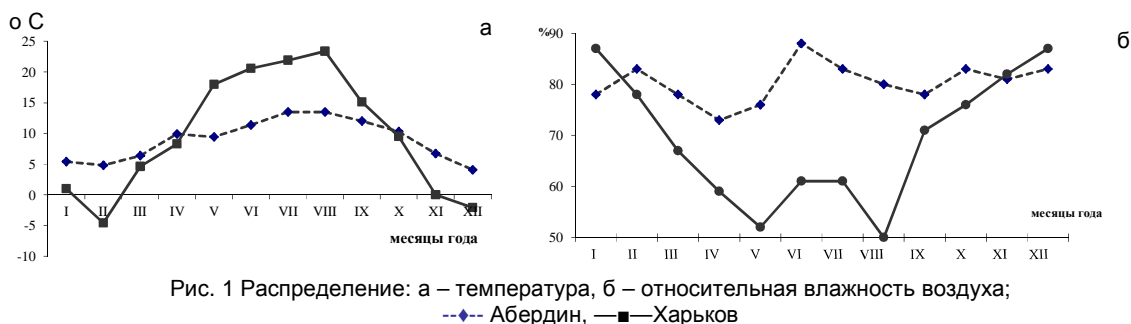 о С
а
25
20
15
10
5
0
-5
-10
I II III IV V VI VII VIII IX X XI XII
месяцы года
%
б
90
80
70
60
50
I II III IV V VI VII VIII IX X XI XII
месяцы года
Рис. 1 Распределение: а – температура, б – относительная влажность воздуха;
Абердин, Харьков